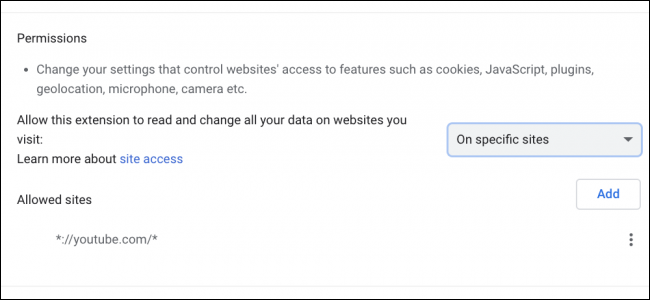 Permissions
• Change your settings that control websites' access to features such as cookies, JavaScript, plugins,
geolocation, microphone, camera etc.
Allow this extension to read and change all your data on websites you
visit:
On specific sites
Learn more about site access
Add
Allowed sites
*://youtube.com/*